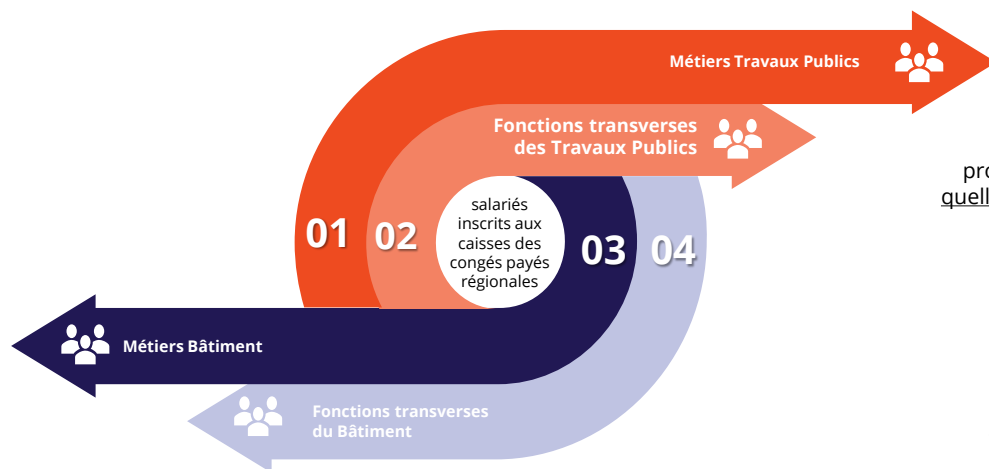 Métiers Travaux Publics
Fonctions transverses
des Travaux Publics
01
02
salariés
inscrits aux
caisses des
congés payés
régionales
03
04
Métiers Bâtiment
Fonctions transverses
du Bâtiment